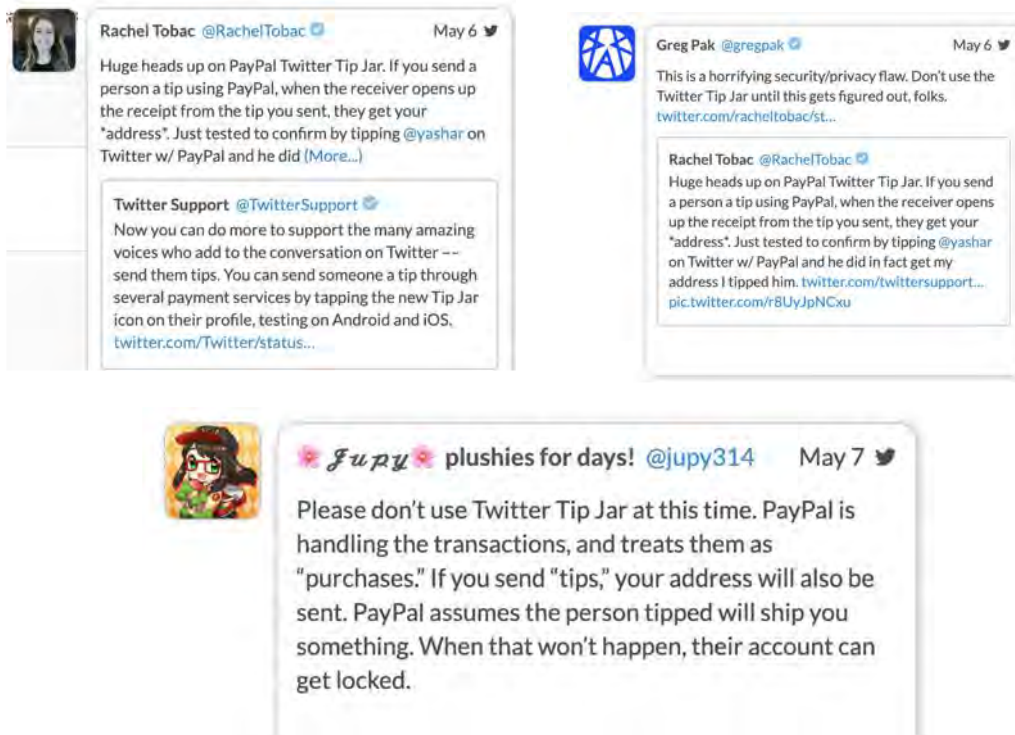 Rachel Tobac @RachelTobac May 6
Huge heads up on PayPal Twitter Tip Jar. If you send a
person a tip using PayPal, when the receiver opens up
the receipt from the tip you sent, they get your
*address*. Just tested to confirm by tipping @yashar on
Twitter w/ PayPal and he did (More...)
Twitter Support @TwitterSupport
Now you can do more to support the many amazing
voices who add to the conversation on Twitter --
send them tips. You can send someone a tip through
several payment services by tapping the new Tip Jar
icon on their profile, testing on Android and iOS.
twitter.com/Twitter/status...
Greg Pak @gregpak May 6
This is a horrifying security/privacy flaw. Don't use the
Twitter Tip Jar until this gets figured out, folks.
twitter.com/racheltobac/st...
Rachel Tobac @RachelTobac
Huge heads up on PayPal Twitter Tip Jar. If you send
a person a tip using PayPal, when the receiver opens
up the receipt from the tip you sent, they get your
*address*. Just tested to confirm by tipping @yashar
on Twitter w/ PayPal and he did in fact get my
address I tipped him. twitter.com/twittersupport...
pic.twitter.com/r8UyJpNCxu
🌸 𝓙𝓾𝓹𝔂🌸 plushies for days! @jupy314 May 7
Please don't use Twitter Tip Jar at this time. PayPal is
handling the transactions, and treats them as
“purchases.” If you send “tips,” your address will also be
sent. PayPal assumes the person tipped will ship you
something. When that won't happen, their account can
get locked.